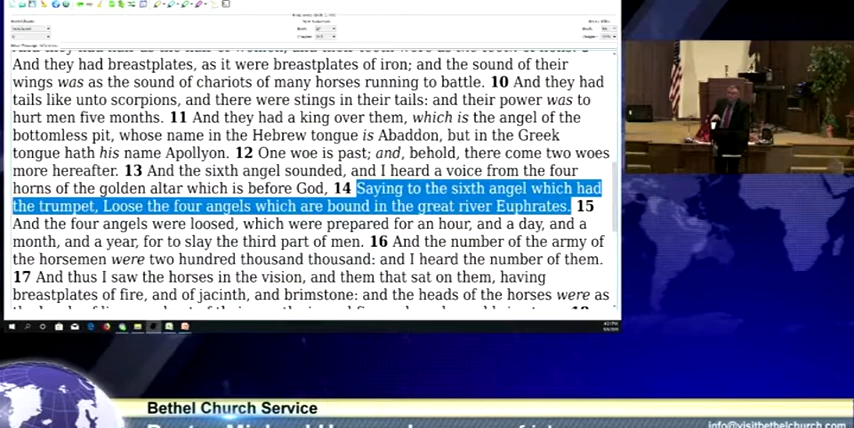 And they had breastplates, as it were breastplates of iron; and the sound of their
wings was as the sound of chariots of many horses running to battle. 10 And they had
tails like unto scorpions, and there were stings in their tails: and their power was to
hurt men five months. 11 And they had a king over them, which is the angel of the
bottomless pit, whose name in the Hebrew tongue is Abaddon, but in the Greek
tongue hath his name Apollyon. 12 One woe is past; and, behold, there come two woes
more hereafter. 13 And the sixth angel sounded, and I heard a voice from the four
horns of the golden altar which is before God, 14 Saying to the sixth angel which had
the trumpet, Loose the four angels which are bound in the great river Euphrates. 15
And the four angels were loosed, which were prepared for an hour, and a day, and a
month, and a year, for to slay the third part of men. 16 And the number of the army of
the horsemen were two hundred thousand thousand: and I heard the number of them.
17 And thus I saw the horses in the vision, and them that sat on them, having
breastplates of fire, and of jacinth, and brimstone: and the heads of the horses were as
Bethel Church Service
info@visitbethelchurch.com